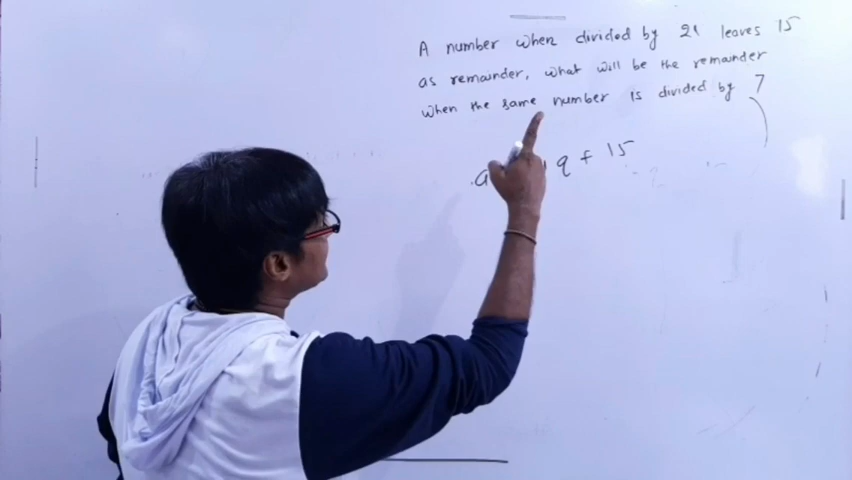 A number when divided by 21 leaves 15
as remainder, what will be the remainder
when the same number is divided by 7
a q + 15